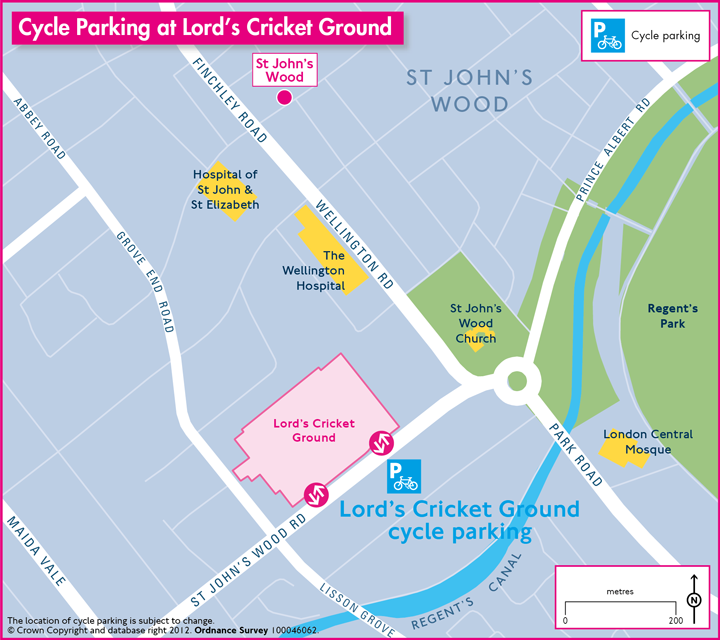 Cycle Parking at Lord's Cricket Ground
P
Cycle parking
St John's
Wood
ST JOHN'S
WOOD
FINCHLEY ROAD
ABBEY ROAD
PRINCE ALBERT RD
Hospital of
St John &
St Elizabeth
WELLINGTON RD
GROVE END ROAD
The
Wellington
Hospital
St John's
Wood
Church
Regent's
Park
Lord's Cricket
Ground
PARK ROAD
London Central
Mosque
P
Lord's Cricket Ground
cycle parking
MAIDA VALE
ST JOHN'S WOOD RD
LISSON GROVE
REGENT'S CANAL
metres
0 200
N
The location of cycle parking is subject to change.
© Crown Copyright and database right 2012. Ordnance Survey 100046062.